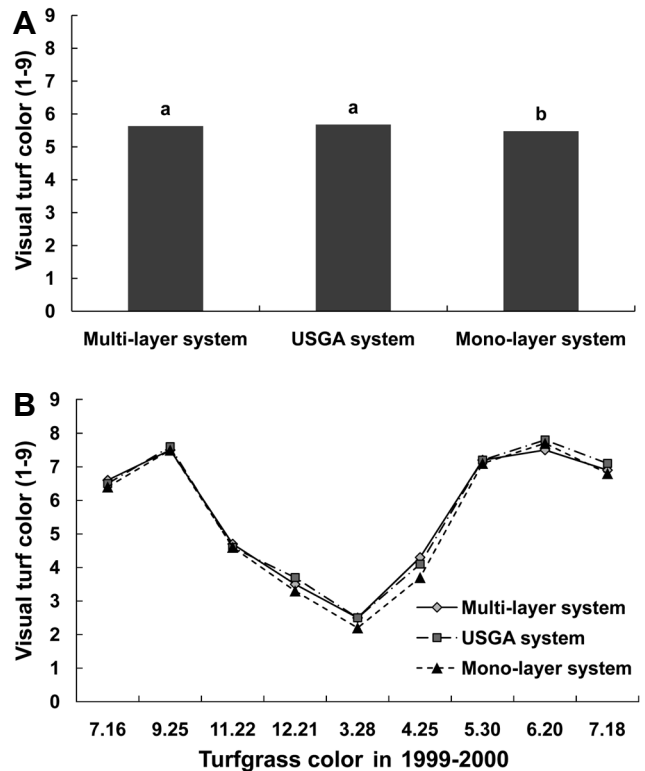 A
Visual turf color (1-9)
9
8
7
6
5
4
3
2
1
0
a
a
b
Multi-layer system
USGA system
Mono-layer system
B
Visual turf color (1-9)
9
8
7
6
5
4
3
2
1
0
Multi-layer system
USGA system
Mono-layer system
7.16 9.25 11.22 12.21 3.28 4.25 5.30 6.20 7.18
Turfgrass color in 1999-2000